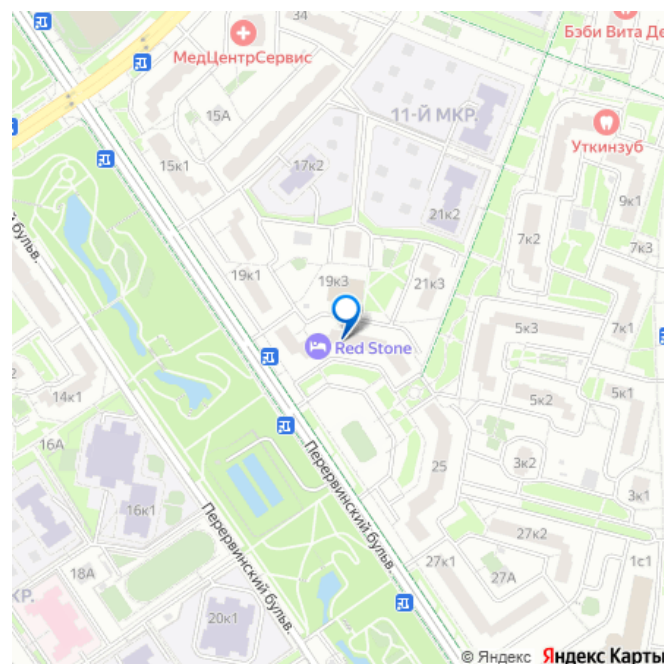 Бэби Вита Де
МедЦентрСервис
15А
11-Й МКР.
Уткинзуб
15к1
17к2
9к1
21к2
7к2
7к3
й бульв.
19к1
19к3
21к3
5к3
7к1
Red Stone
2
14к1
5к2
5к1
16А
Перервинский бульв.
25
3к2
3к1
16к1
Перервинский бульв.
27к2
27к1
1с1
18А
27А
КР.
20к1
© Яндекс Яндекс Карты